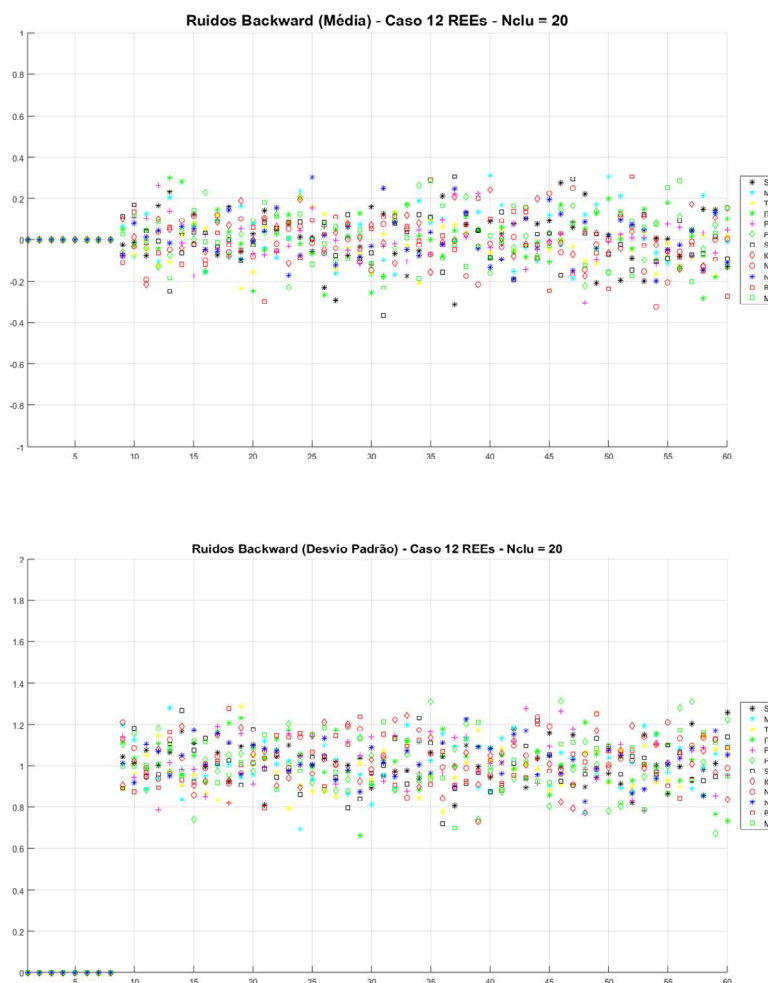 Ruidos Backward (Média) - Caso 12 REEs - Nclu = 20
1
0.8
0.6
0.4
0.2
0
-0.2
-0.4
-0.6
-0.8
-1
5 10 15 20 25 30 35 40 45 50 55 60
S
M
T
IT
P
P
S
IG
N
N
B
M
Ruidos Backward (Desvio Padrão) - Caso 12 REEs - Nclu = 20
2
1.8
1.6
1.4
1.2
1
0.8
0.6
0.4
0.2
0
5 10 15 20 25 30 35 40 45 50 55 60
S
M
T
IT
P
P
S
IG
N
N
B
M